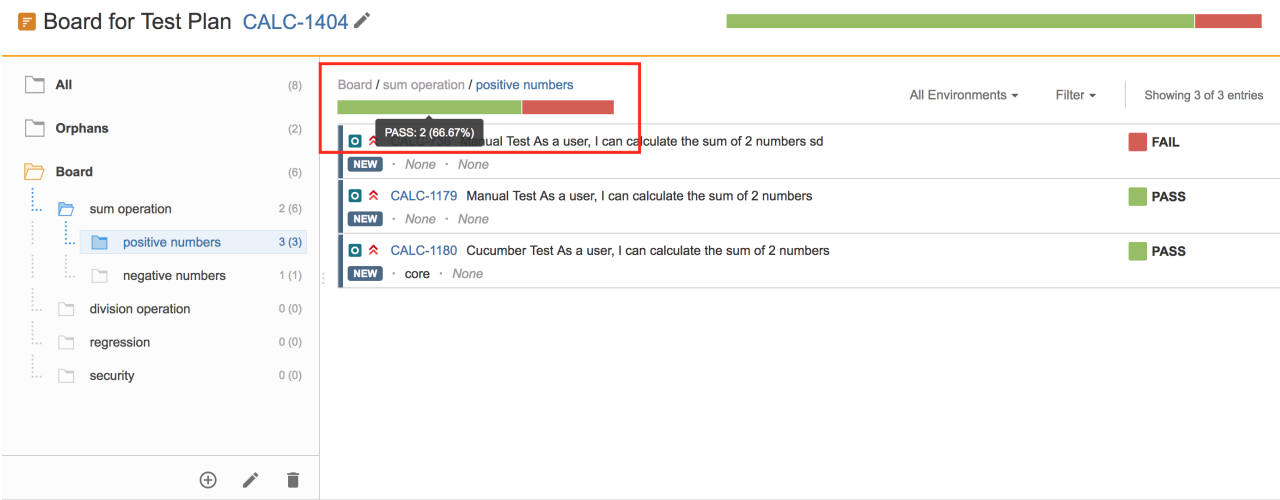 Board for Test Plan CALC-1404
All (8)
Orphans (2)
Board (6)
sum operation 2 (6)
positive numbers 3 (3)
negative numbers 1 (1)
division operation 0 (0)
regression 0 (0)
security 0 (0)
Board / sum operation / positive numbers
All Environments Filter Showing 3 of 3 entries
PASS: 2 (66.67%)
Manual Test As a user, I can calculate the sum of 2 numbers sd FAIL
NEW · None · None
CALC-1179 Manual Test As a user, I can calculate the sum of 2 numbers PASS
NEW · None · None
CALC-1180 Cucumber Test As a user, I can calculate the sum of 2 numbers PASS
NEW · core · None